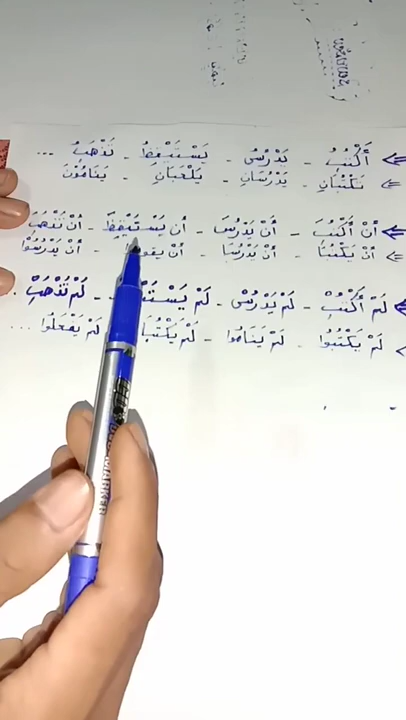 أَكْتُبُ - يَدْرُسُ - يَسْتَيْقِظُ - تَذْهَبُ ...
يَكْتُبَانِ - يَدْرُسَانِ - يَلْعَبَانِ - يَنَامُونَ
أَنْ أَكْتُبَ - أَنْ يَدْرُسَ - أَن يَسْتَيْقِظَ - أَنْ تَذْهَبَ
أَنْ يَكْتُبَا - أَنْ يَدْرُسَا - أَنْ - أَنْ يَدْرُسُوا
لَمْ أَكْتُبْ - لَمْ يَدْرُسْ - لَمْ - لَمْ تَذْهَبْ .
لَمْ يَكْتُبُوا - لَمْ يَنَامُوا - لَمْ يَكْتُبَا - لَمْ يَفْعَلُوا ...